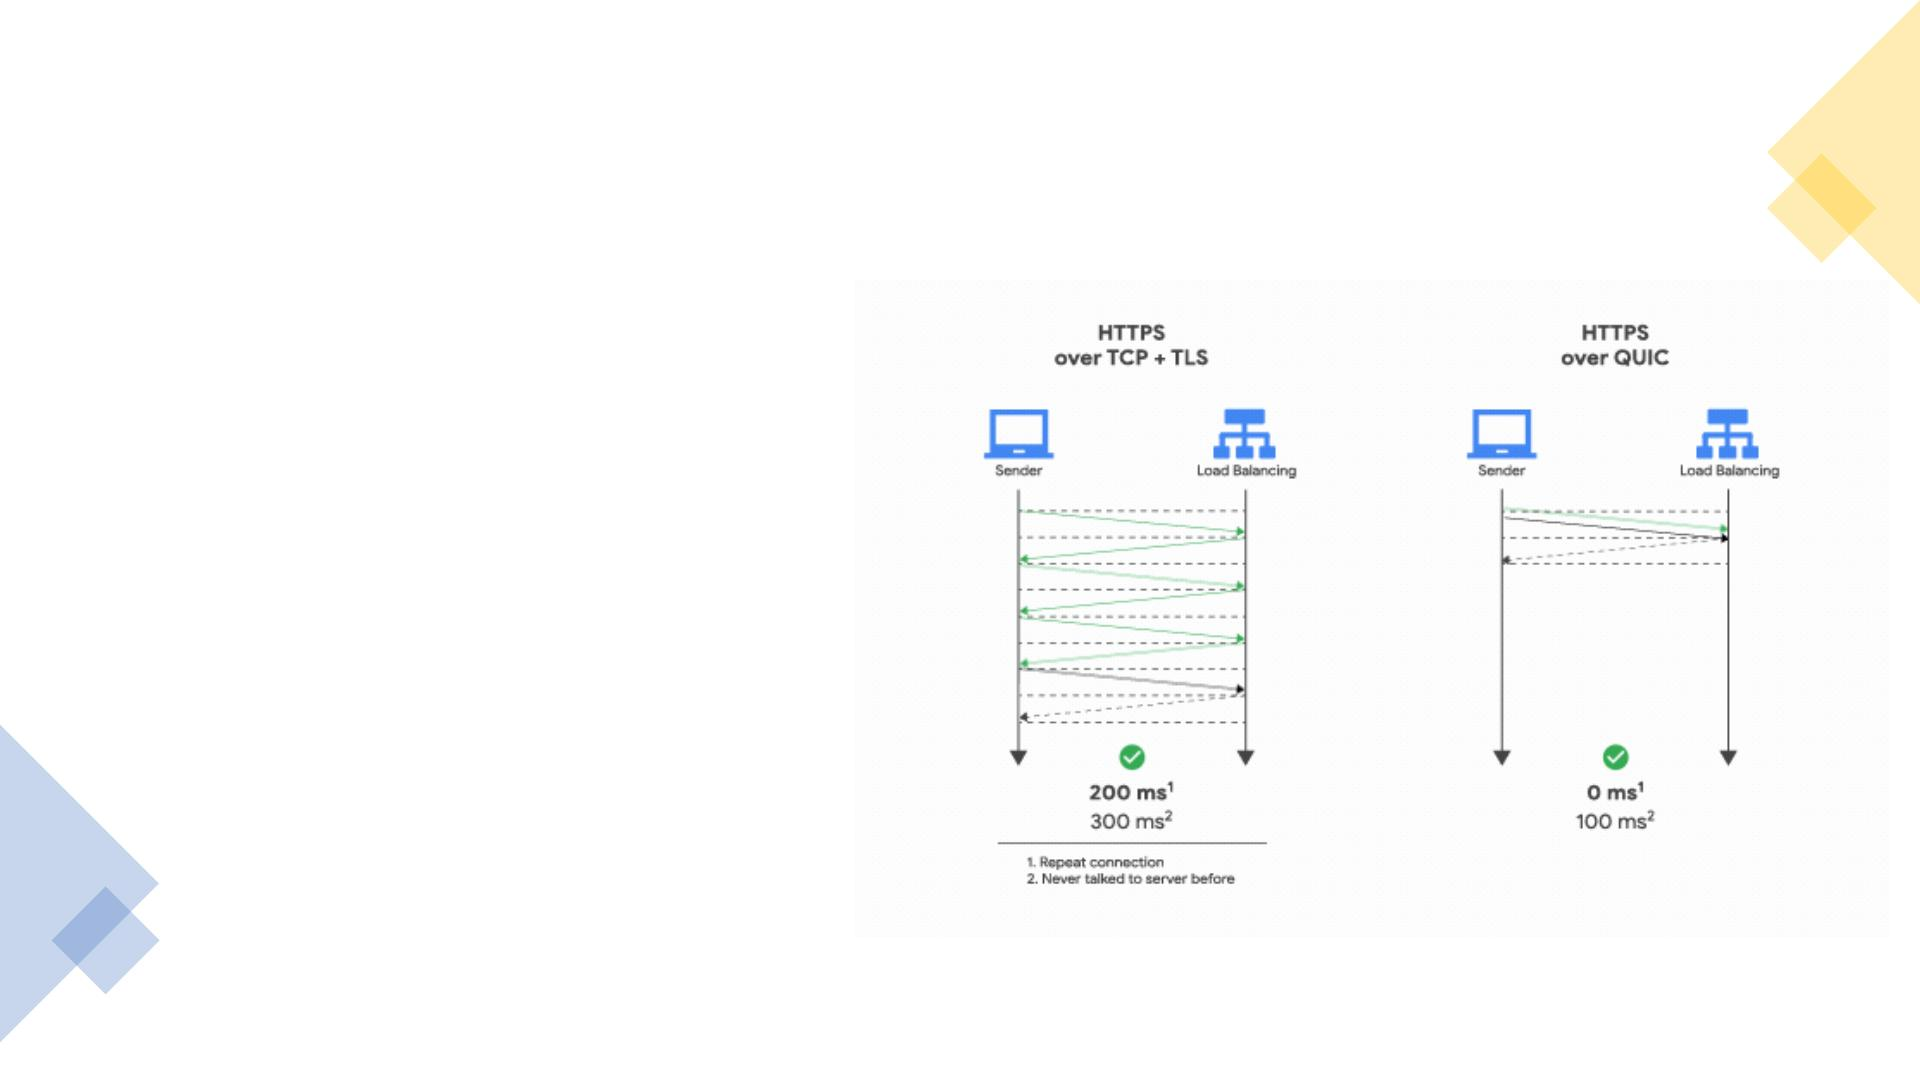 HTTPS
over TCP + TLS
Sender
Load Balancing
200 ms¹
300 ms²
1. Repeat connection
2. Never talked to server before
HTTPS
over QUIC
Sender
Load Balancing
0 ms¹
100 ms²